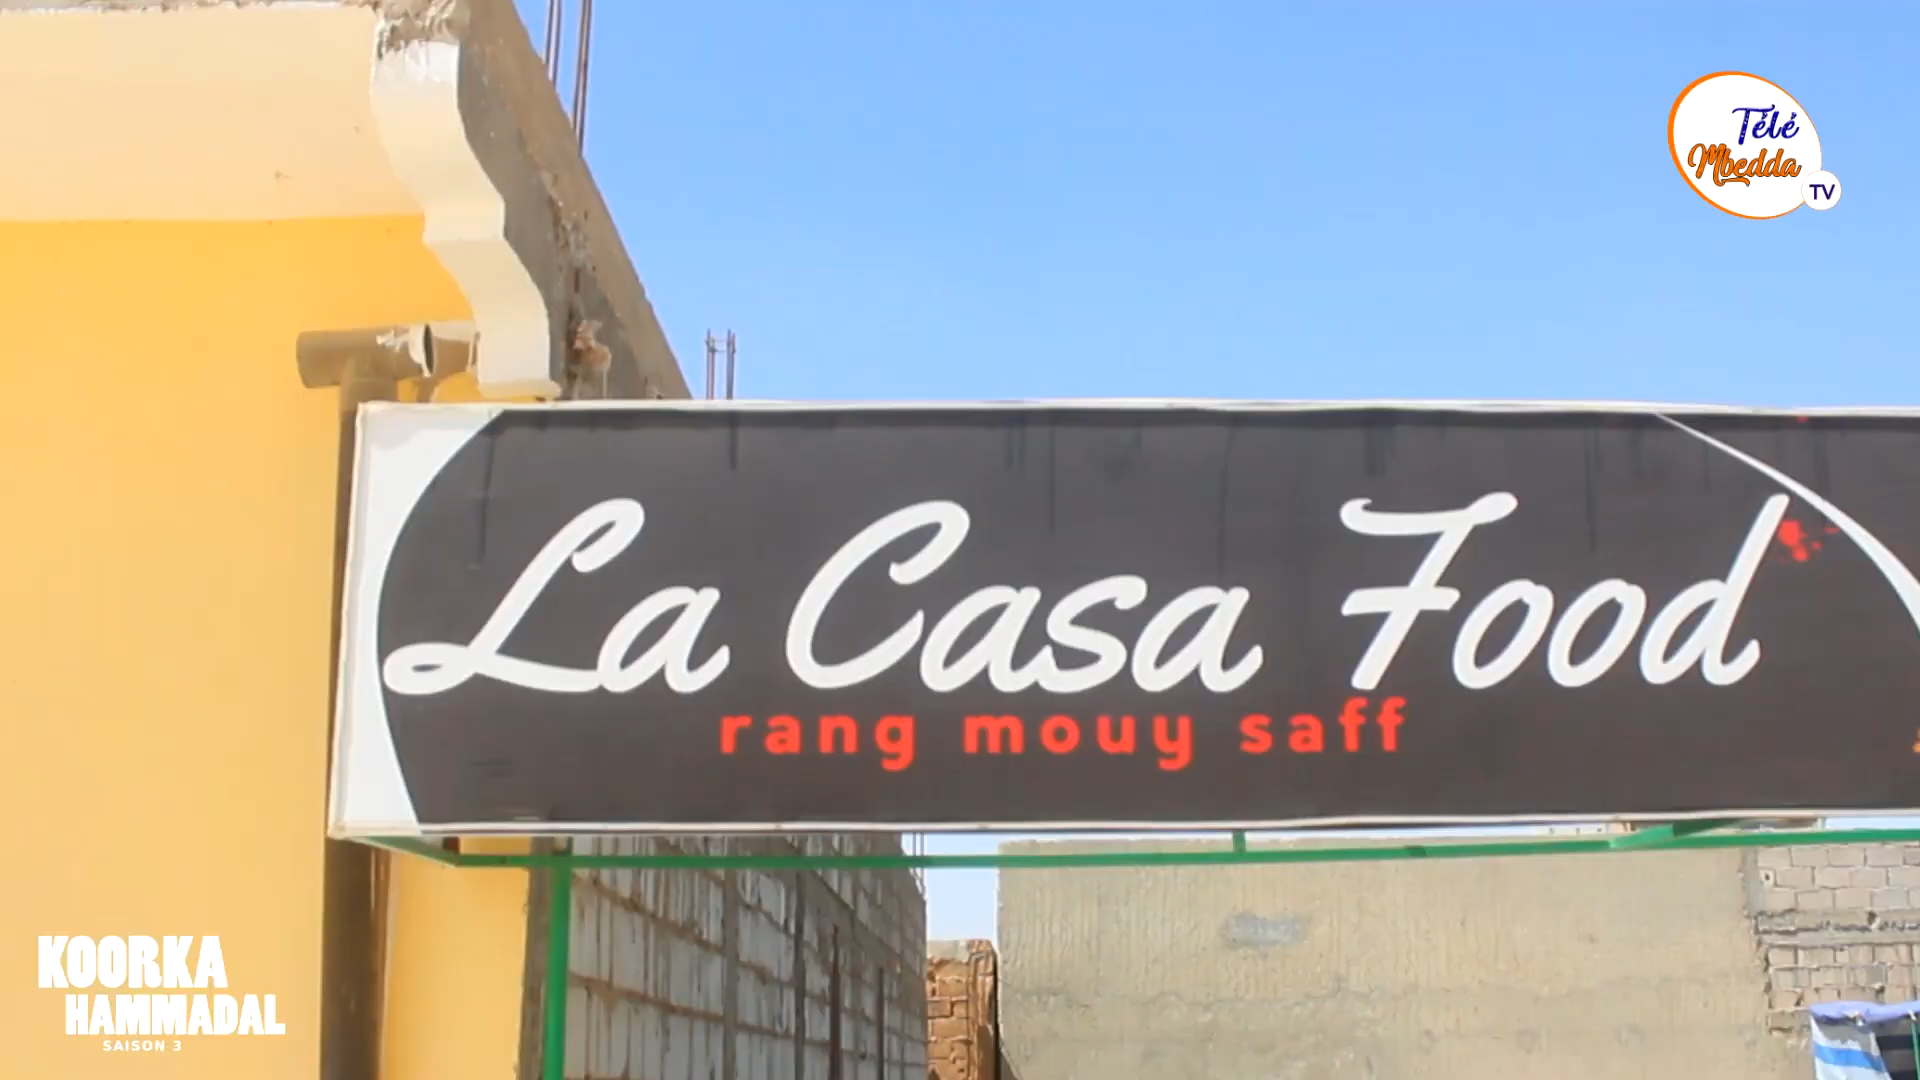 Télé
Mbedda
TV
La Casa Food
rang mouy saff
KOORKA
HAMMADAL
SAISON 3